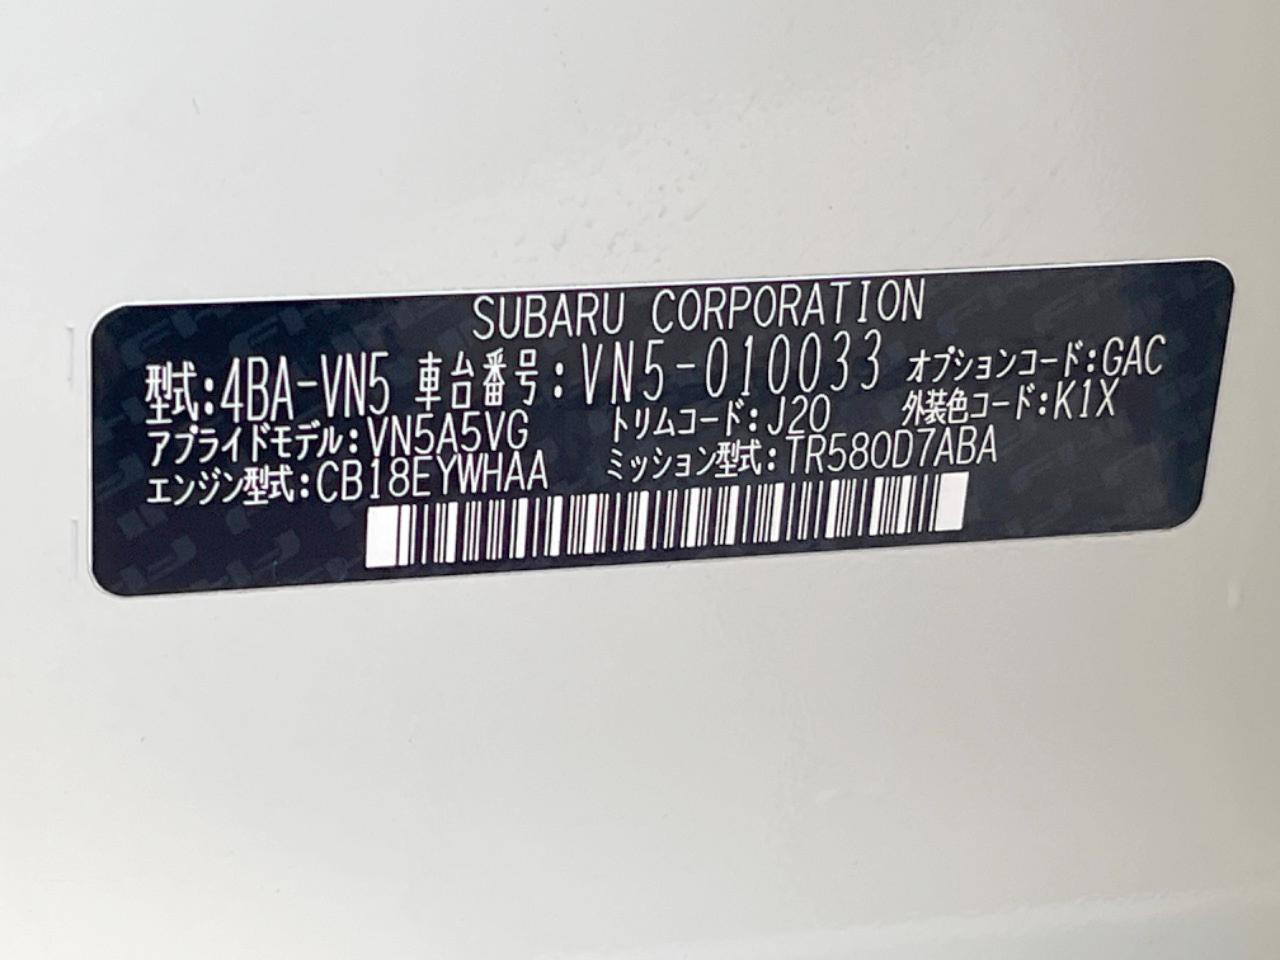 SUBARU CORPORATION
型式:4BA-VN5 車台番号:VN5-010033 オプションコード:GAC
アプライドモデル:VN5A5VG トリムコード:J20 外装色コード:K1X
エンジン型式:CB18EYWHAA ミッション型式:TR580D7ABA